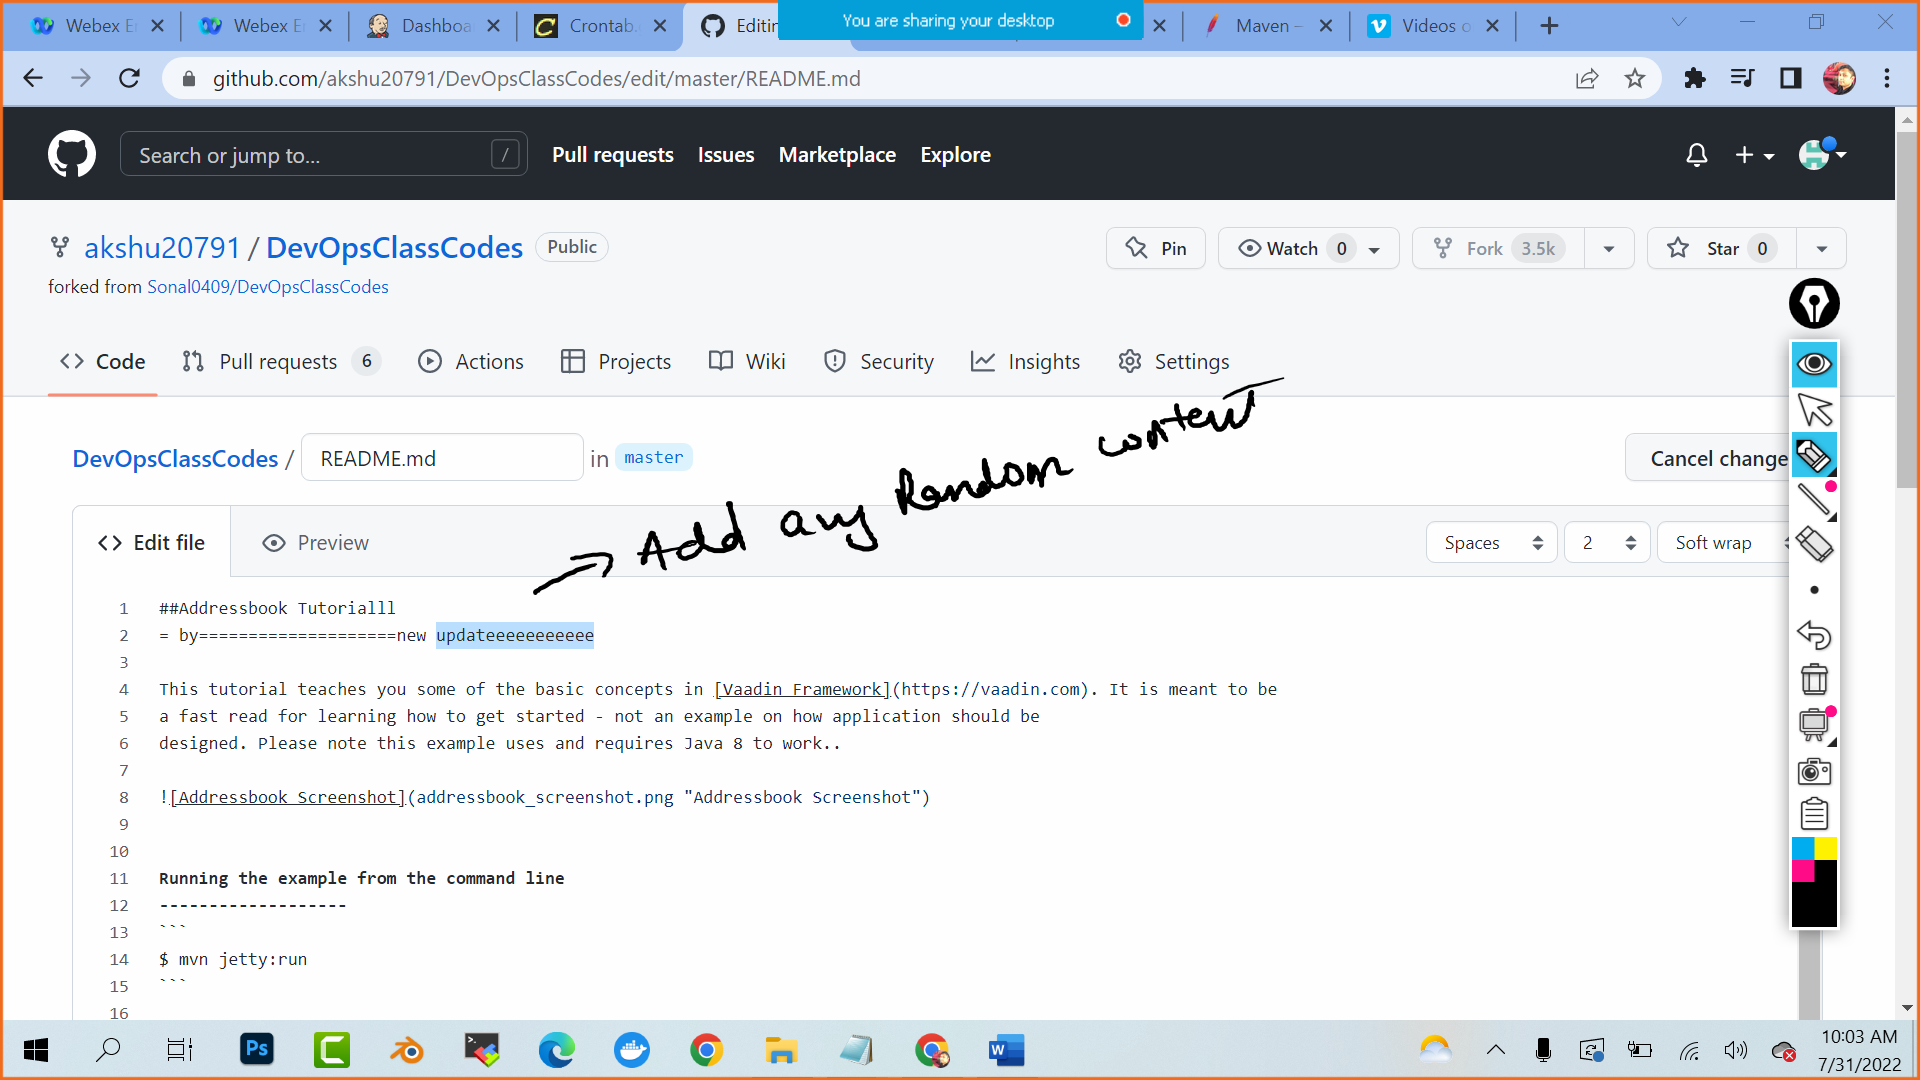 Webex E
Webex E
Dashboa
Crontab.
Editin
You are sharing your desktop
Maven –
Videos o
github.com/akshu20791/DevOpsClassCodes/edit/master/README.md
Search or jump to...
/
Pull requests
Issues
Marketplace
Explore
akshu20791 / DevOpsClassCodes
Public
Pin
Watch 0
Fork 3.5k
Star 0
forked from Sonal0409/DevOpsClassCodes
Code
Pull requests 6
Actions
Projects
Wiki
Security
Insights
Settings
DevOpsClassCodes / README.md in master
Cancel change
Add any Random content
Edit file
Preview
Spaces
2
Soft wrap
1 ##Addressbook Tutorialll
2 = by====================new updateeeeeeeeeee
3
4 This tutorial teaches you some of the basic concepts in [Vaadin Framework](https://vaadin.com). It is meant to be
5 a fast read for learning how to get started - not an example on how application should be
6 designed. Please note this example uses and requires Java 8 to work..
7
8 ![Addressbook Screenshot](addressbook_screenshot.png "Addressbook Screenshot")
9
10
11 Running the example from the command line
12 -------------------
13 ```
14 $ mvn jetty:run
15 ```
16
Ps
C
W
10:03 AM
7/31/2022